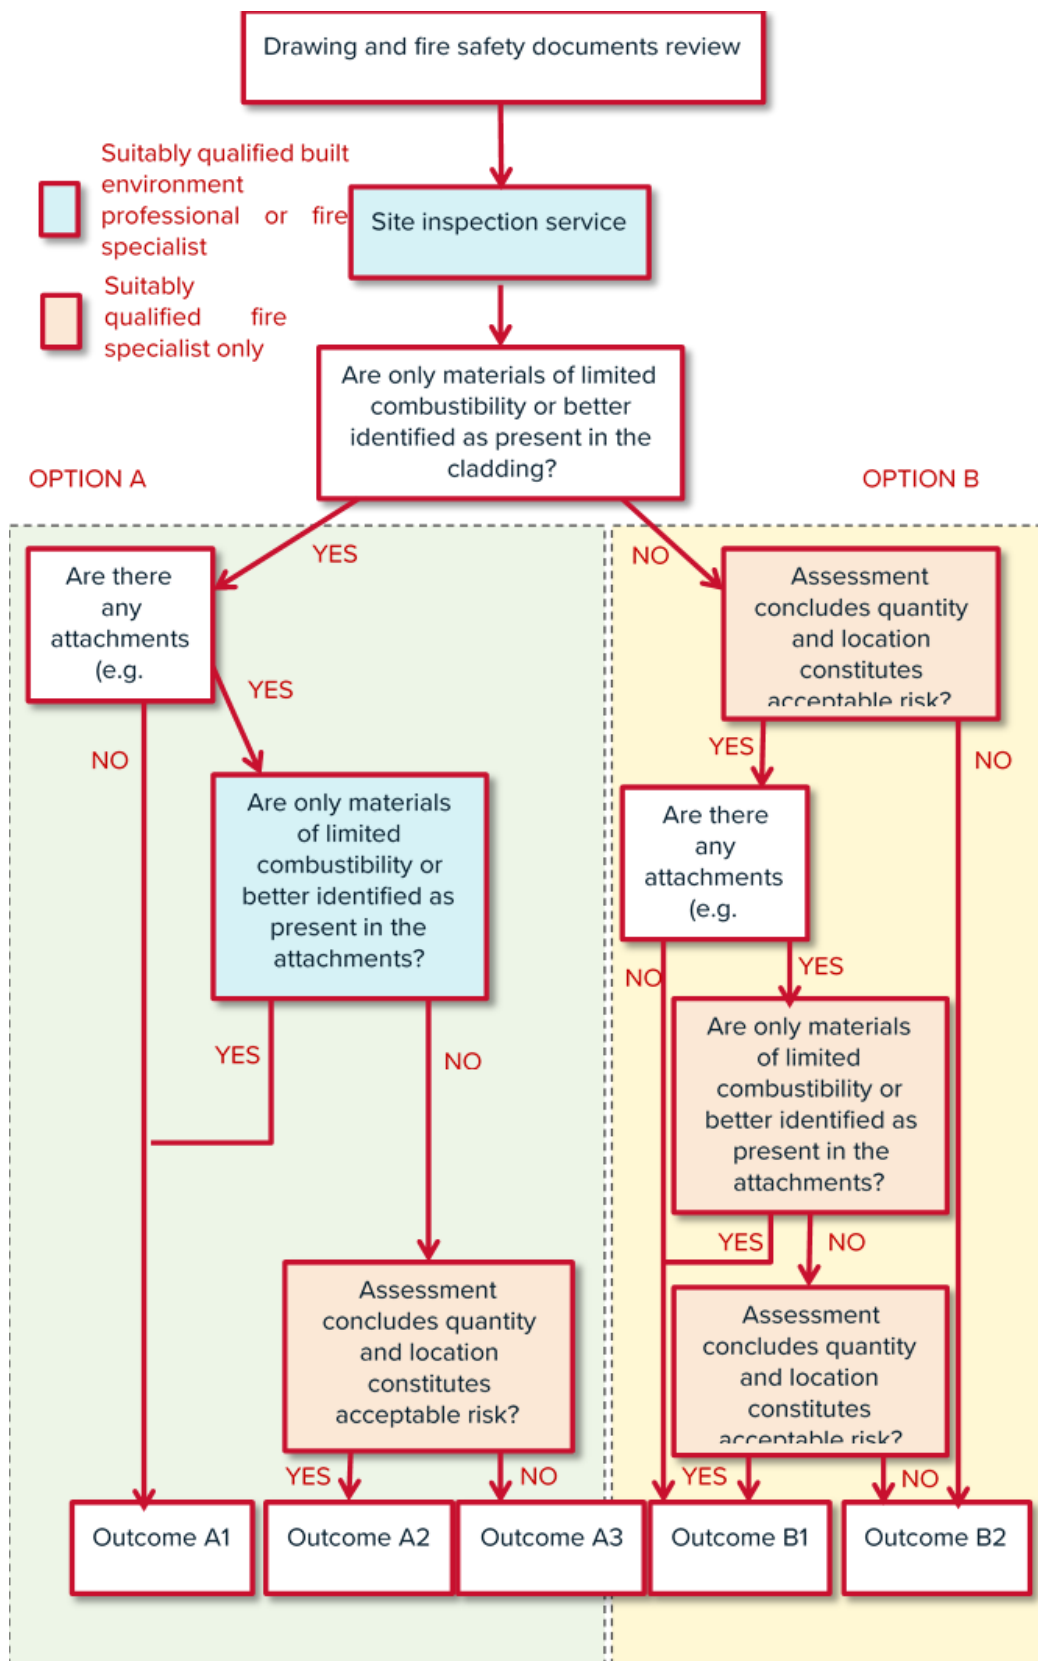 Drawing and fire safety documents review
Suitably qualified built
environment
professional or fire
specialist
Site inspection service
Suitably
qualified fire
specialist only
Are only materials of limited
combustibility or better
identified as present in the
cladding?
OPTION A
OPTION B
YES
NO
Are there
any
attachments
(e.g.
Assessment
concludes quantity
and location
constitutes
acceptable risk?
YES
NO
YES
NO
Are only materials
of limited
combustibility or
better identified as
present in the
attachments?
Are there
any
attachments
(e.g.
NO
YES
YES
NO
Are only materials
of limited
combustibility or
better identified as
present in the
attachments?
YES
NO
Assessment
concludes quantity
and location
constitutes
acceptable risk?
Assessment
concludes quantity
and location
constitutes
acceptable risk?
YES
NO
YES
NO
Outcome A1
Outcome A2
Outcome A3
Outcome B1
Outcome B2